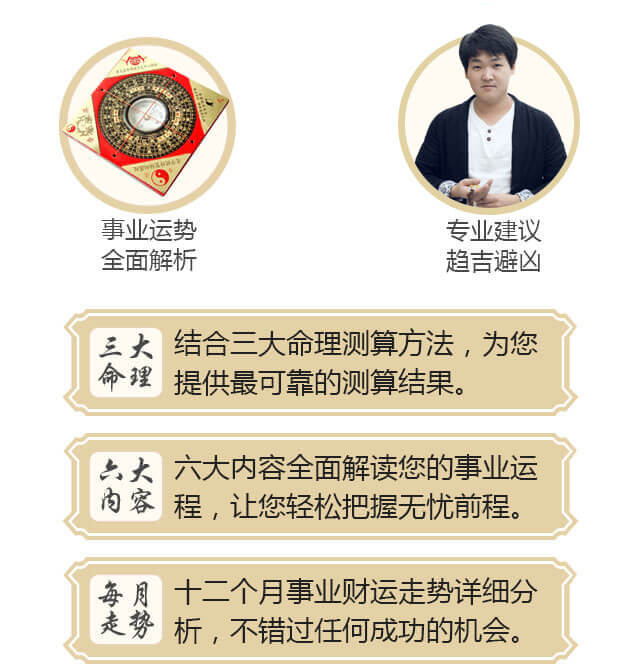 事业运势
全面解析
专业建议
趋吉避凶
三大
命理
结合三大命理测算方法，为您
提供最可靠的测算结果。
六大
内容
六大内容全面解读您的事业运
程，让您轻松把握无忧前程。
每月
走势
十二个月事业财运走势详细分
析，不错过任何成功的机会。